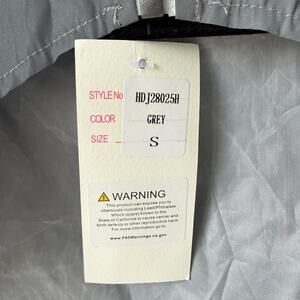 STYLE No HDJ28025H
COLOR GREY
SIZE S
WARNING
This product can expose you to
chemicals including Lead/Phthalate
Which is(are) known to the
State of California to cause cancer and
birth defects or other reproductive harm
For more information go to
www.P65Warnings.ca.gov